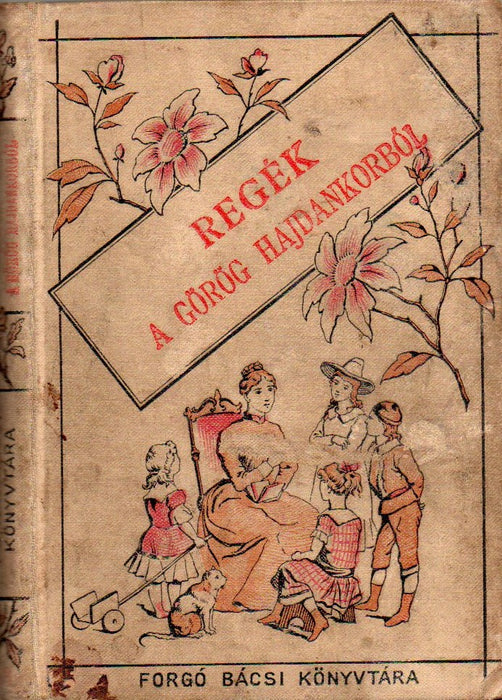 REGÉK
A GÖRÖG HAJDANKORBÓL
FORGÓ BÁCSI KÖNYVTÁRA
A GÖRÖG HAJDANKORBÓL
KÖNYVTÁRA